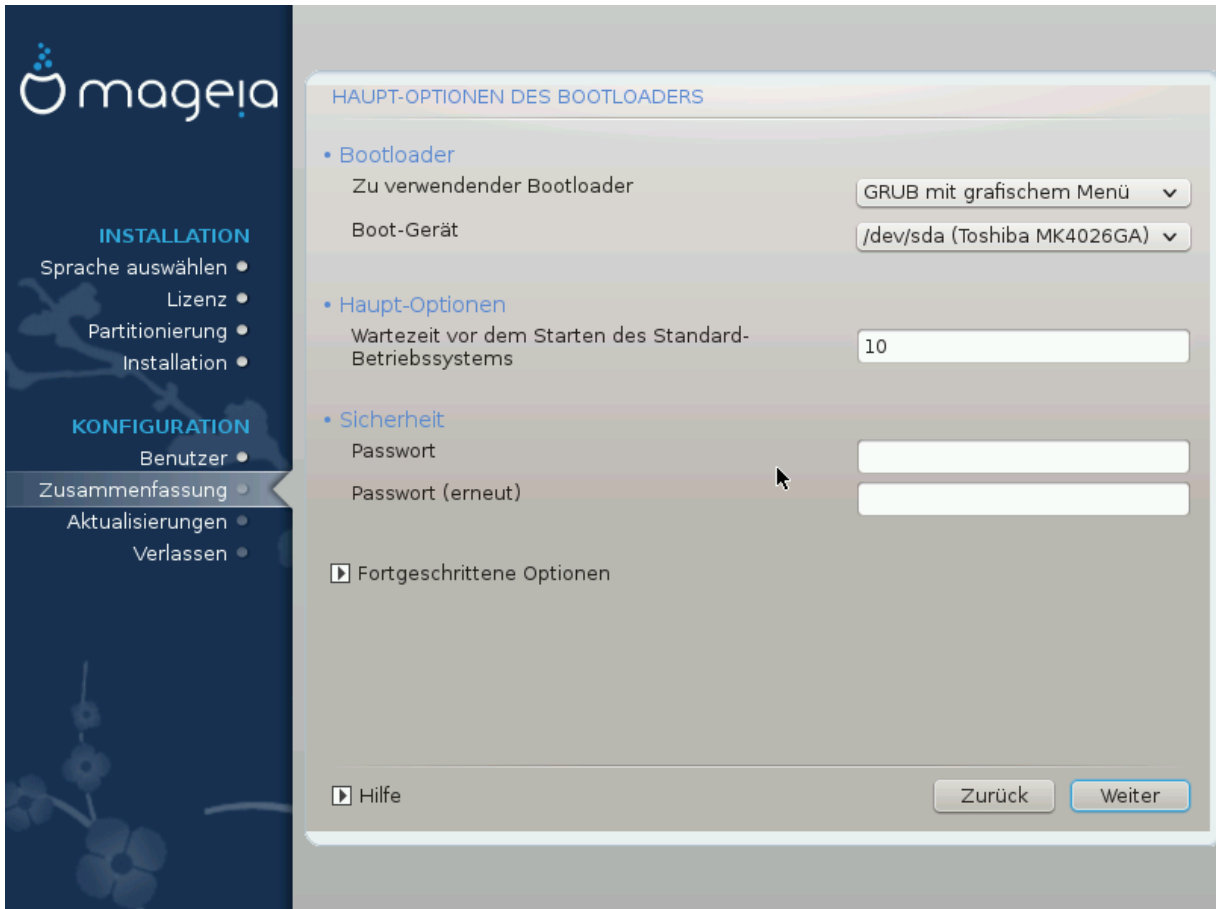 mageia
INSTALLATION
Sprache auswählen
Lizenz
Partitionierung
Installation
KONFIGURATION
Benutzer
Zusammenfassung
Aktualisierungen
Verlassen
HAUPT-OPTIONEN DES BOOTLOADERS
• Bootloader
Zu verwendender Bootloader
GRUB mit grafischem Menü
Boot-Gerät
/dev/sda (Toshiba MK4026GA)
• Haupt-Optionen
Wartezeit vor dem Starten des Standard-
Betriebssystems
10
• Sicherheit
Passwort
Passwort (erneut)
Fortgeschrittene Optionen
Hilfe
Zurück
Weiter